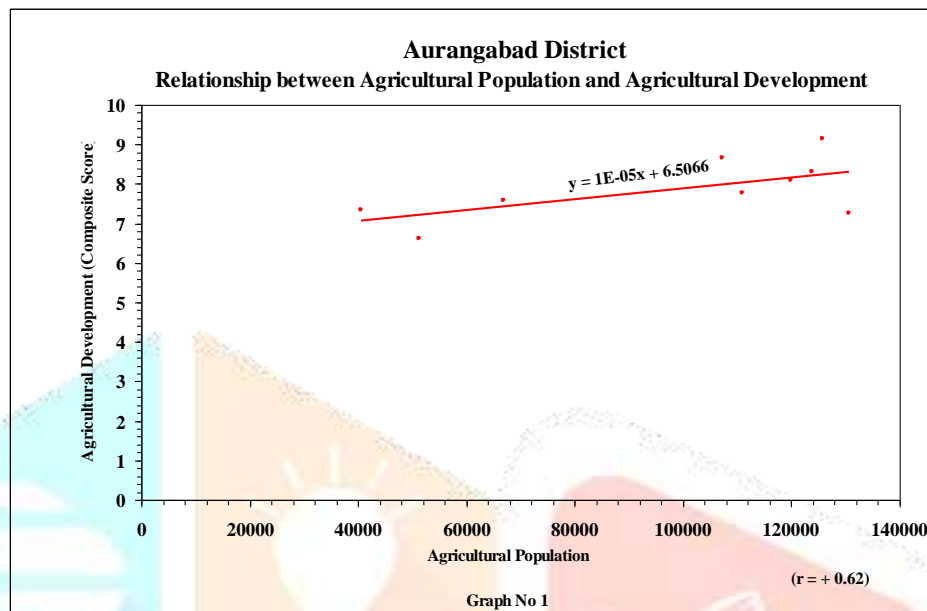 Aurangabad District
Relationship between Agricultural Population and Agricultural Development
Agricultural Development (Composite Score)
10
9
8
7
6
5
4
3
2
1
0
y = 1E-05x + 6.5066
0 20000 40000 60000 80000 100000 120000 140000
Agricultural Population
(r = + 0.62)
Graph No 1